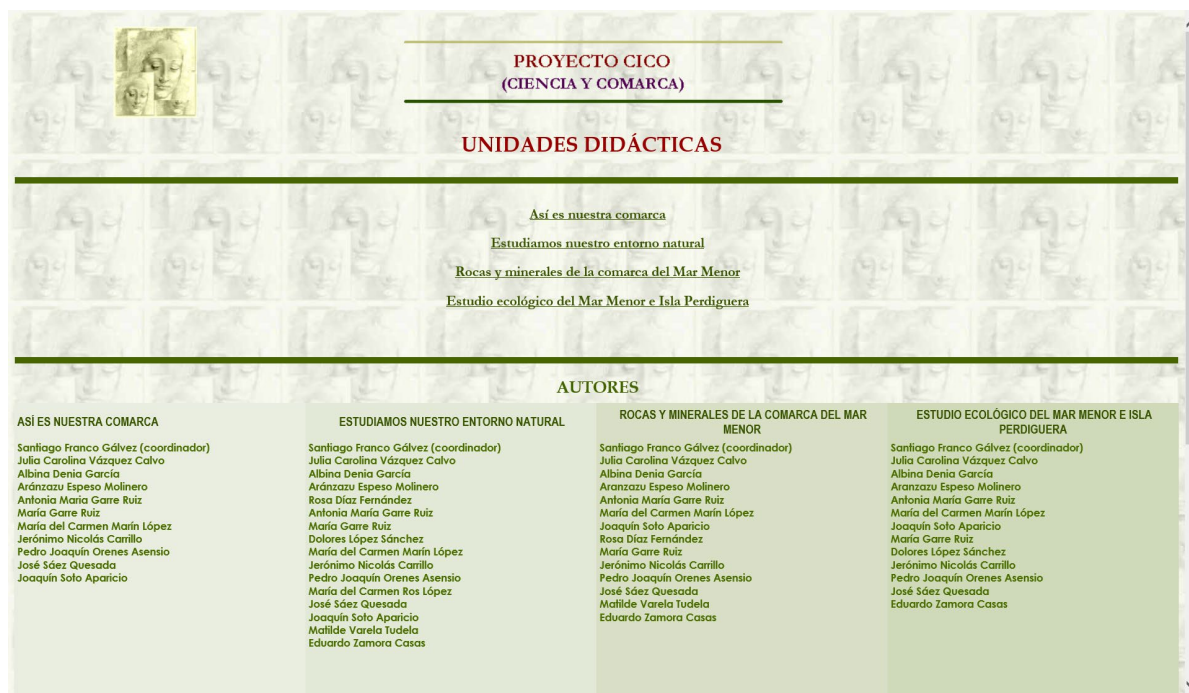 PROYECTO CICO
(CIENCIA Y COMARCA)
UNIDADES DIDÁCTICAS
Así es nuestra comarca
Estudiamos nuestro entorno natural
Rocas y minerales de la comarca del Mar Menor
Estudio ecológico del Mar Menor e Isla Perdiguera
AUTORES
ASÍ ES NUESTRA COMARCA
Santiago Franco Gálvez (coordinador)
Julia Carolina Vázquez Calvo
Albina Denia García
Aránzazu Espeso Molinero
Antonia Maria Garre Ruiz
María Garre Ruiz
María del Carmen Marín López
Jerónimo Nicolás Carrillo
Pedro Joaquín Orenes Asensio
José Sáez Quesada
Joaquín Soto Aparicio
ESTUDIAMOS NUESTRO ENTORNO NATURAL
Santiago Franco Gálvez (coordinador)
Julia Carolina Vázquez Calvo
Albina Denia García
Aránzazu Espeso Molinero
Rosa Díaz Fernández
Antonia María Garre Ruiz
María Garre Ruiz
Dolores López Sánchez
María del Carmen Marín López
Jerónimo Nicolás Carrillo
Pedro Joaquín Orenes Asensio
María del Carmen Ros López
José Sáez Quesada
Joaquín Soto Aparicio
Matilde Varela Tudela
Eduardo Zamora Casas
ROCAS Y MINERALES DE LA COMARCA DEL MAR
MENOR
Santiago Franco Gálvez (coordinador)
Julia Carolina Vázquez Calvo
Albina Denia García
Aranzazu Espeso Molinero
Antonia María Garre Ruiz
María del Carmen Marín López
Joaquín Soto Aparicio
Rosa Díaz Fernández
María Garre Ruiz
Jerónimo Nicolás Carrillo
Pedro Joaquín Orenes Asensio
José Sáez Quesada
Matilde Varela Tudela
Eduardo Zamora Casas
ESTUDIO ECOLÓGICO DEL MAR MENOR E ISLA
PERDIGUERA
Santiago Franco Gálvez (coordinador)
Julia Carolina Vázquez Calvo
Albina Denia García
Aranzazu Espeso Molinero
Antonia María Garre Ruiz
María del Carmen Marín López
Joaquín Soto Aparicio
María Garre Ruiz
Dolores López Sánchez
Jerónimo Nicolás Carrillo
Pedro Joaquín Orenes Asensio
José Sáez Quesada
Eduardo Zamora Casas